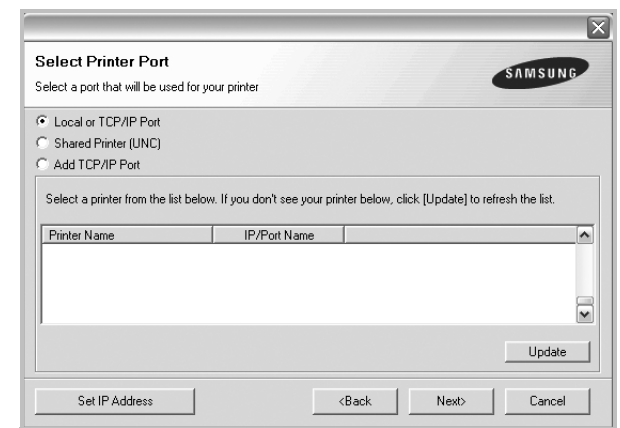 Select Printer Port
Select a port that will be used for your printer
SAMSUNG
Local or TCP/IP Port
Shared Printer (UNC)
Add TCP/IP Port
Select a printer from the list below. If you don't see your printer below, click [Update] to refresh the list.
Printer Name IP/Port Name
Update
Set IP Address <Back Next> Cancel